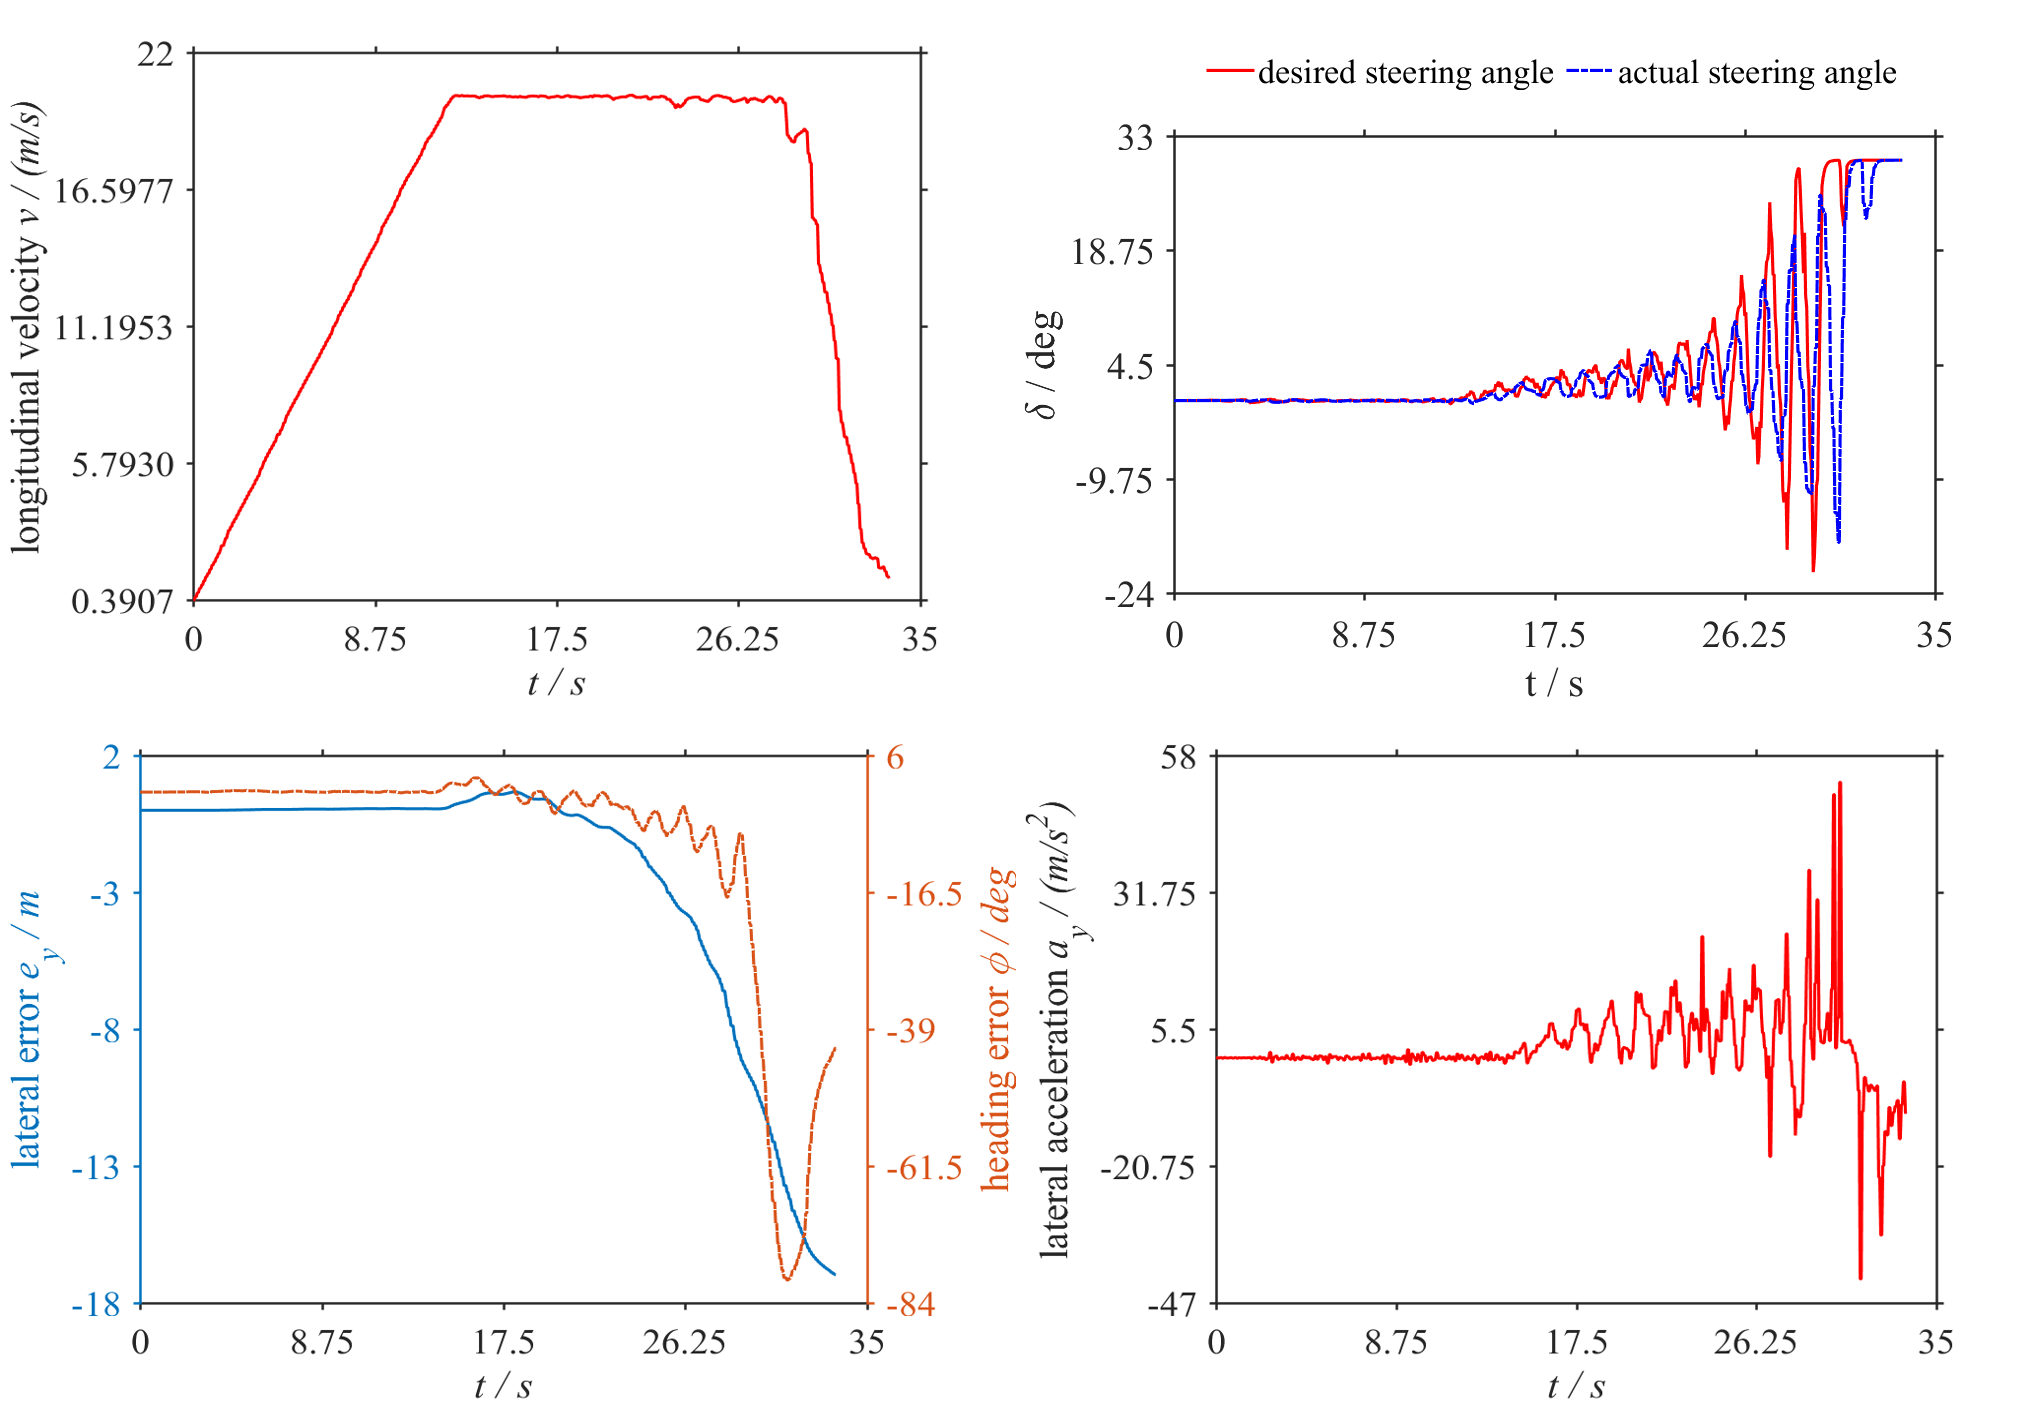 22
16.5977
11.1953
5.7930
0.3907
longitudinal velocity v / (m/s)
0 8.75 17.5 26.25 35
t / s
desired steering angle actual steering angle
33
18.75
4.5
-9.75
-24
δ / deg
0 8.75 17.5 26.25 35
t / s
2
-3
-8
-13
-18
lateral error e_y / m
6
-16.5
-39
-61.5
-84
heading error ϕ / deg
0 8.75 17.5 26.25 35
t / s
58
31.75
5.5
-20.75
-47
lateral acceleration a_y / (m/s²)
0 8.75 17.5 26.25 35
t / s